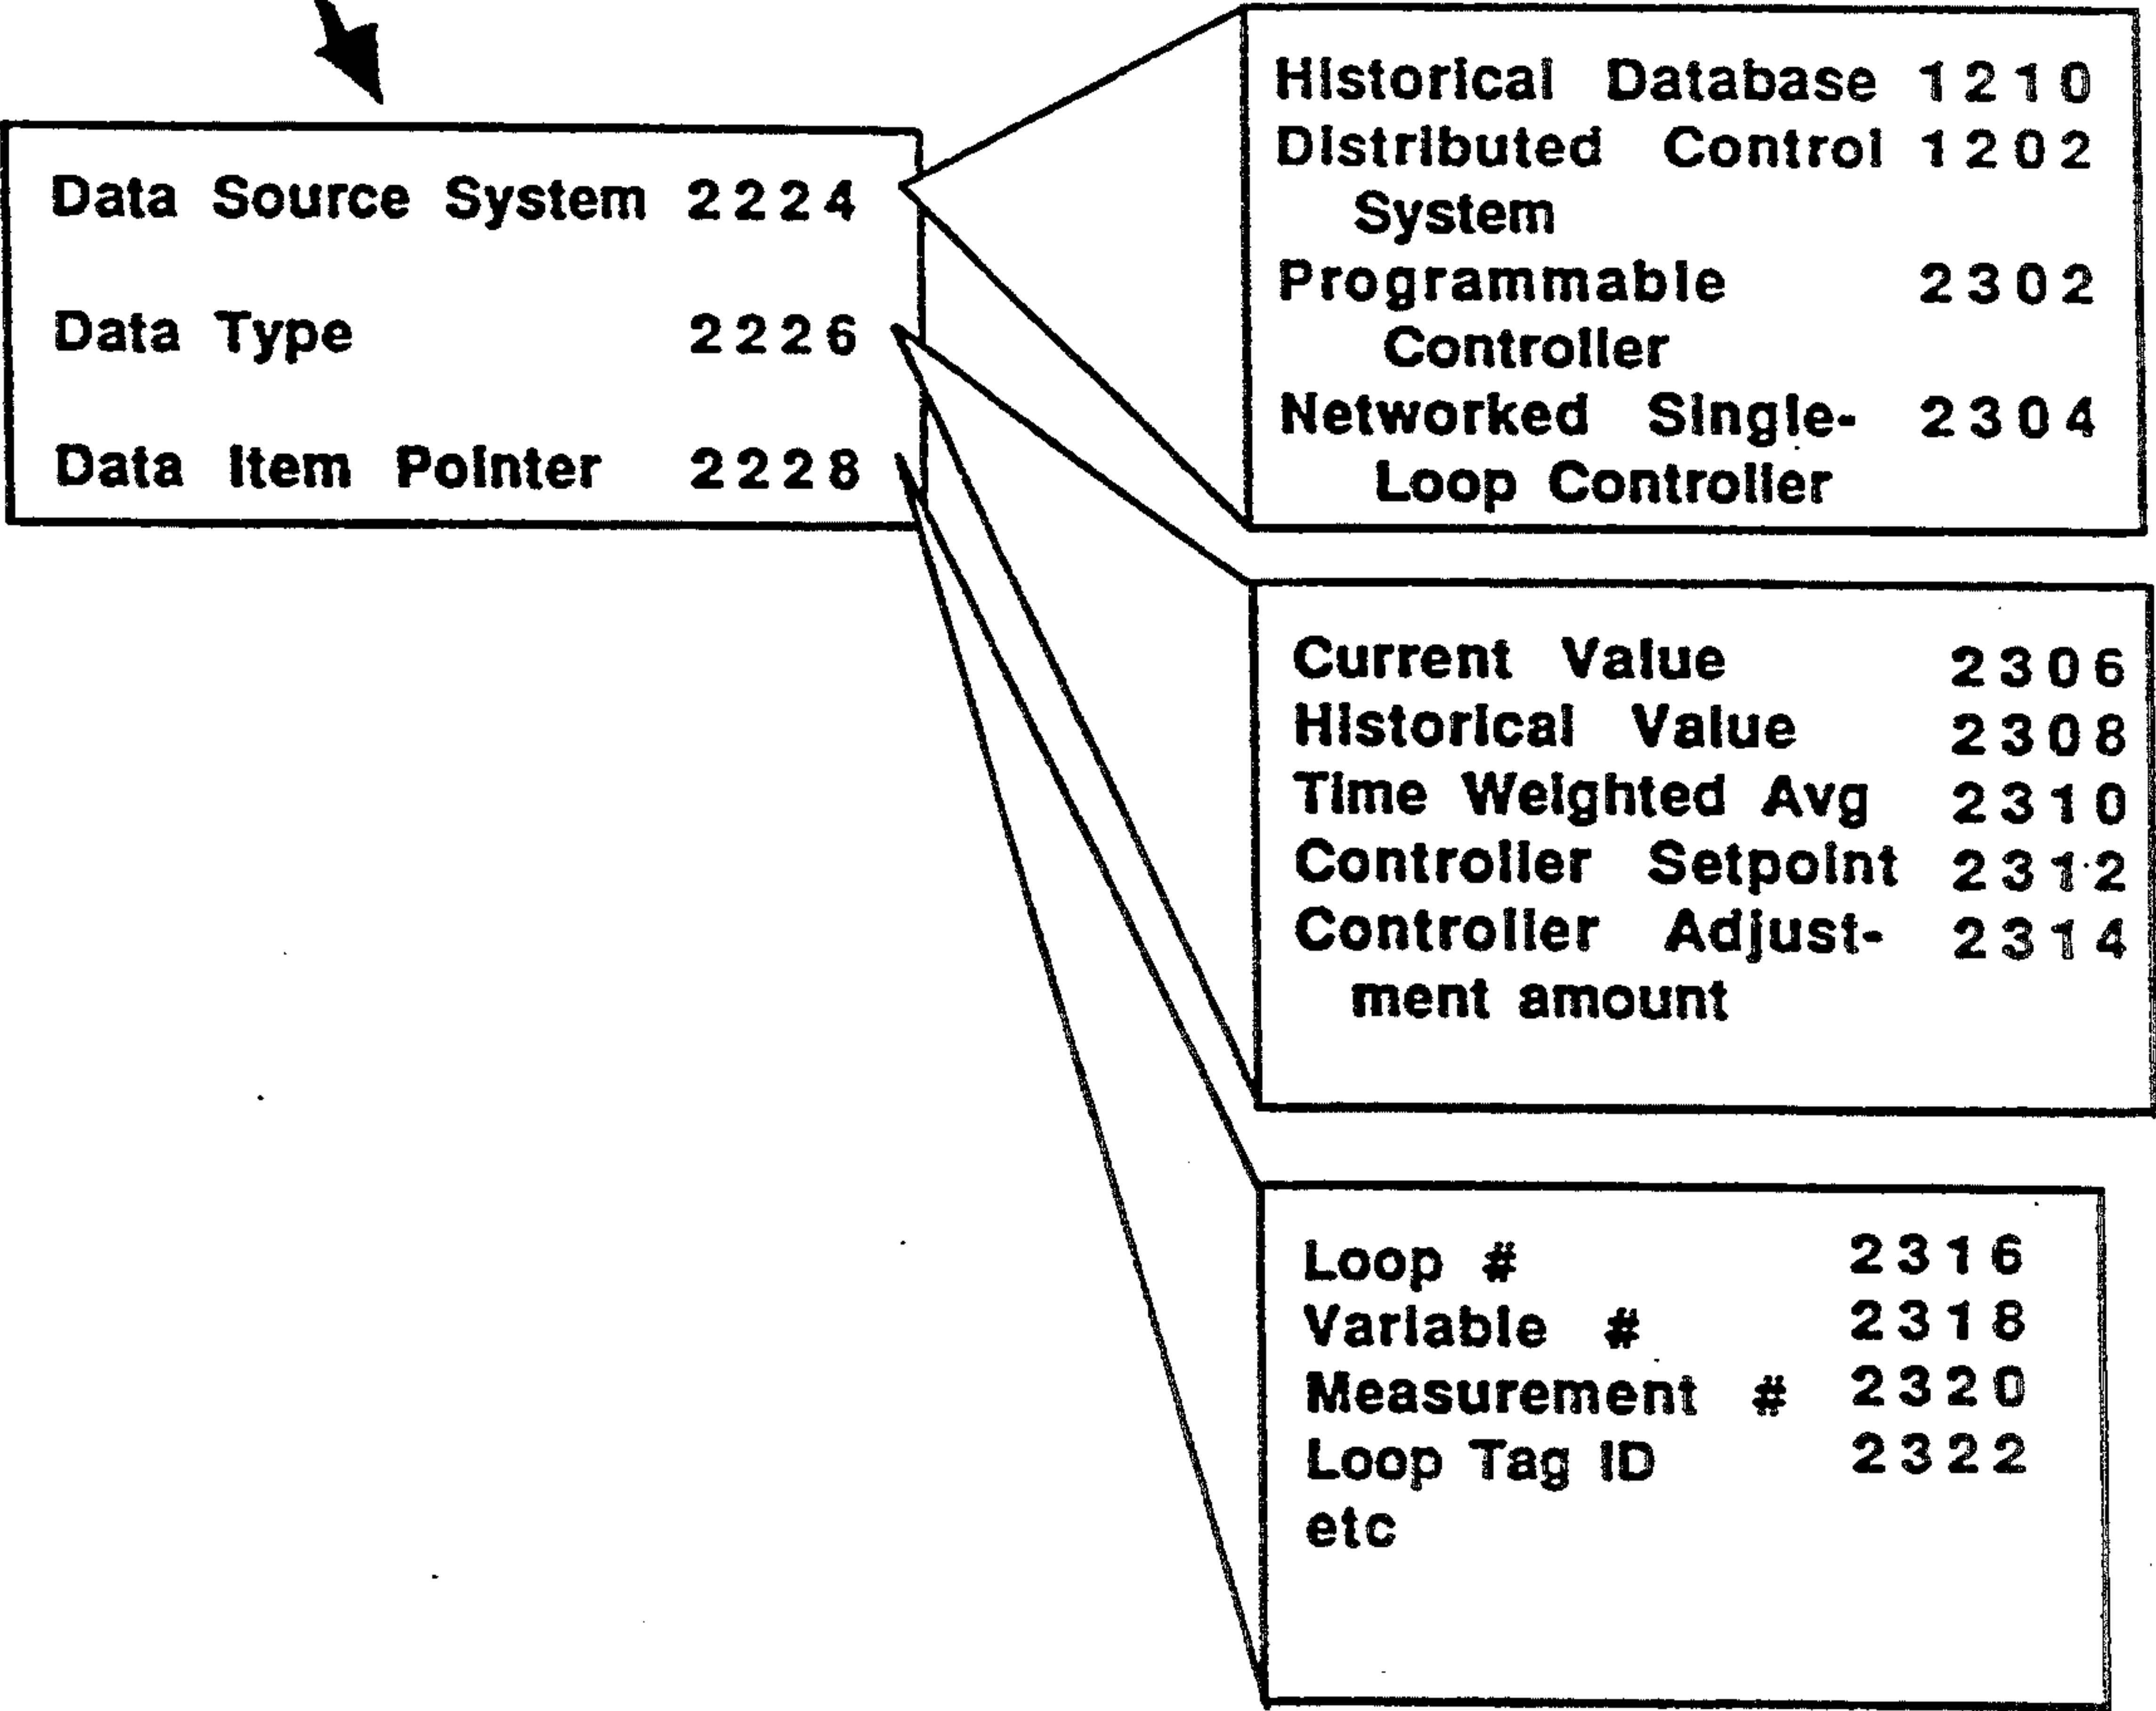 Data Source System 2224
Data Type 2226
Data Item Pointer 2228
Historical Database 1210
Distributed Control 1202
System
Programmable 2302
Controller
Networked Single- 2304
Loop Controller
Current Value 2306
Historical Value 2308
Time Weighted Avg 2310
Controller Setpoint 2312
Controller Adjust- 2314
ment amount
Loop # 2316
Variable # 2318
Measurement # 2320
Loop Tag ID 2322
etc